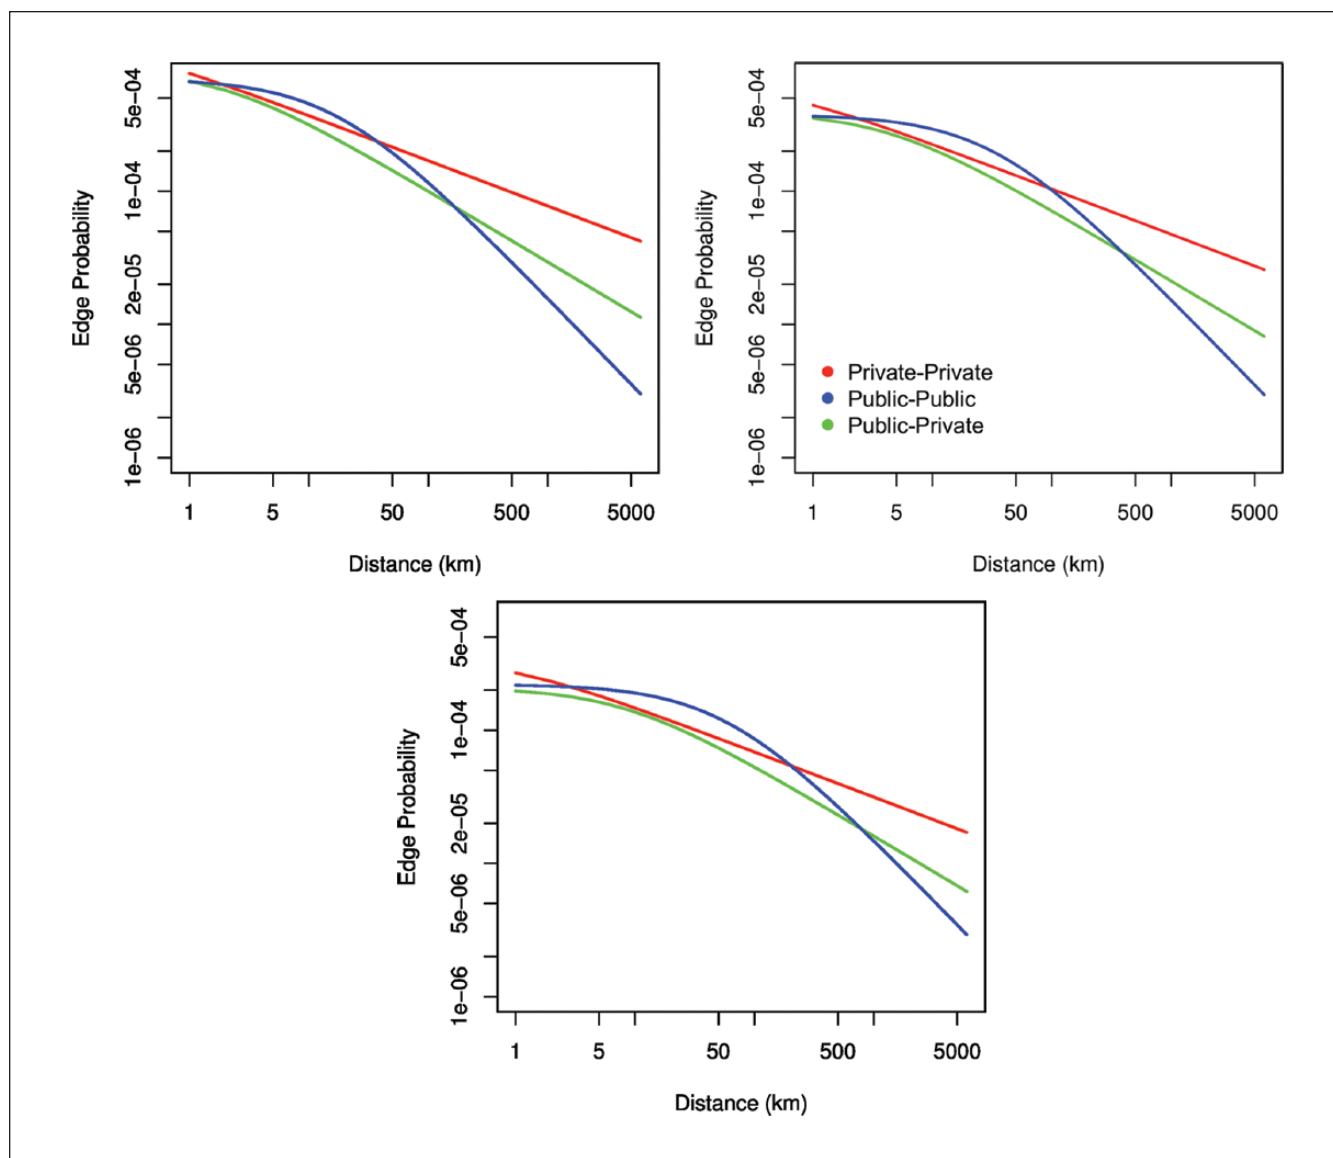 Edge Probability
5e−04
1e−04
2e−05
5e−06
1e−06
1 5 50 500 5000
Distance (km)
Edge Probability
5e−04
1e−04
2e−05
5e−06
1e−06
Private-Private
Public-Public
Public-Private
1 5 50 500 5000
Distance (km)
Edge Probability
5e−04
1e−04
2e−05
5e−06
1e−06
1 5 50 500 5000
Distance (km)